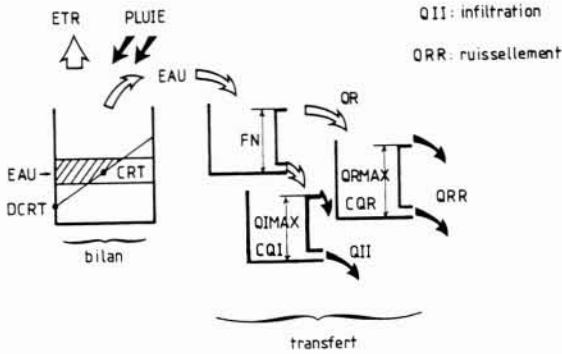 ETR PLUIE
QII: infiltration
QRR: ruissellement
EAU
QR
FN
EAU
CRT
DCRT
QRMAX
CQR
QRR
QIMAX
CQI
QII
bilan
transfert